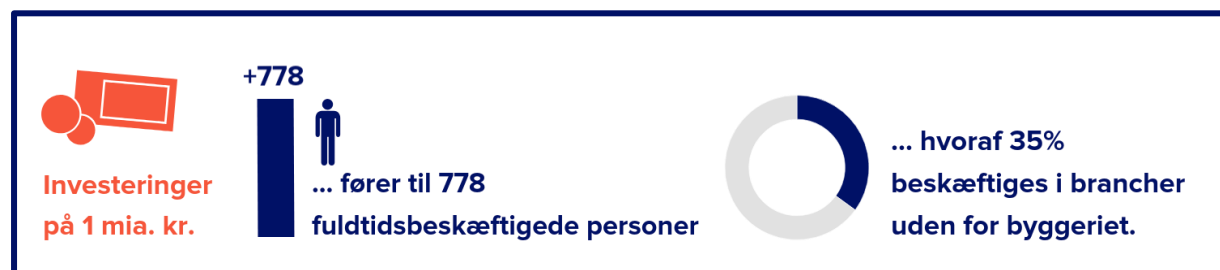 Investeringer
på 1 mia. kr.
+778
... fører til 778
fuldtidsbeskæftigede personer
... hvoraf 35%
beskæftiges i brancher
uden for byggeriet.